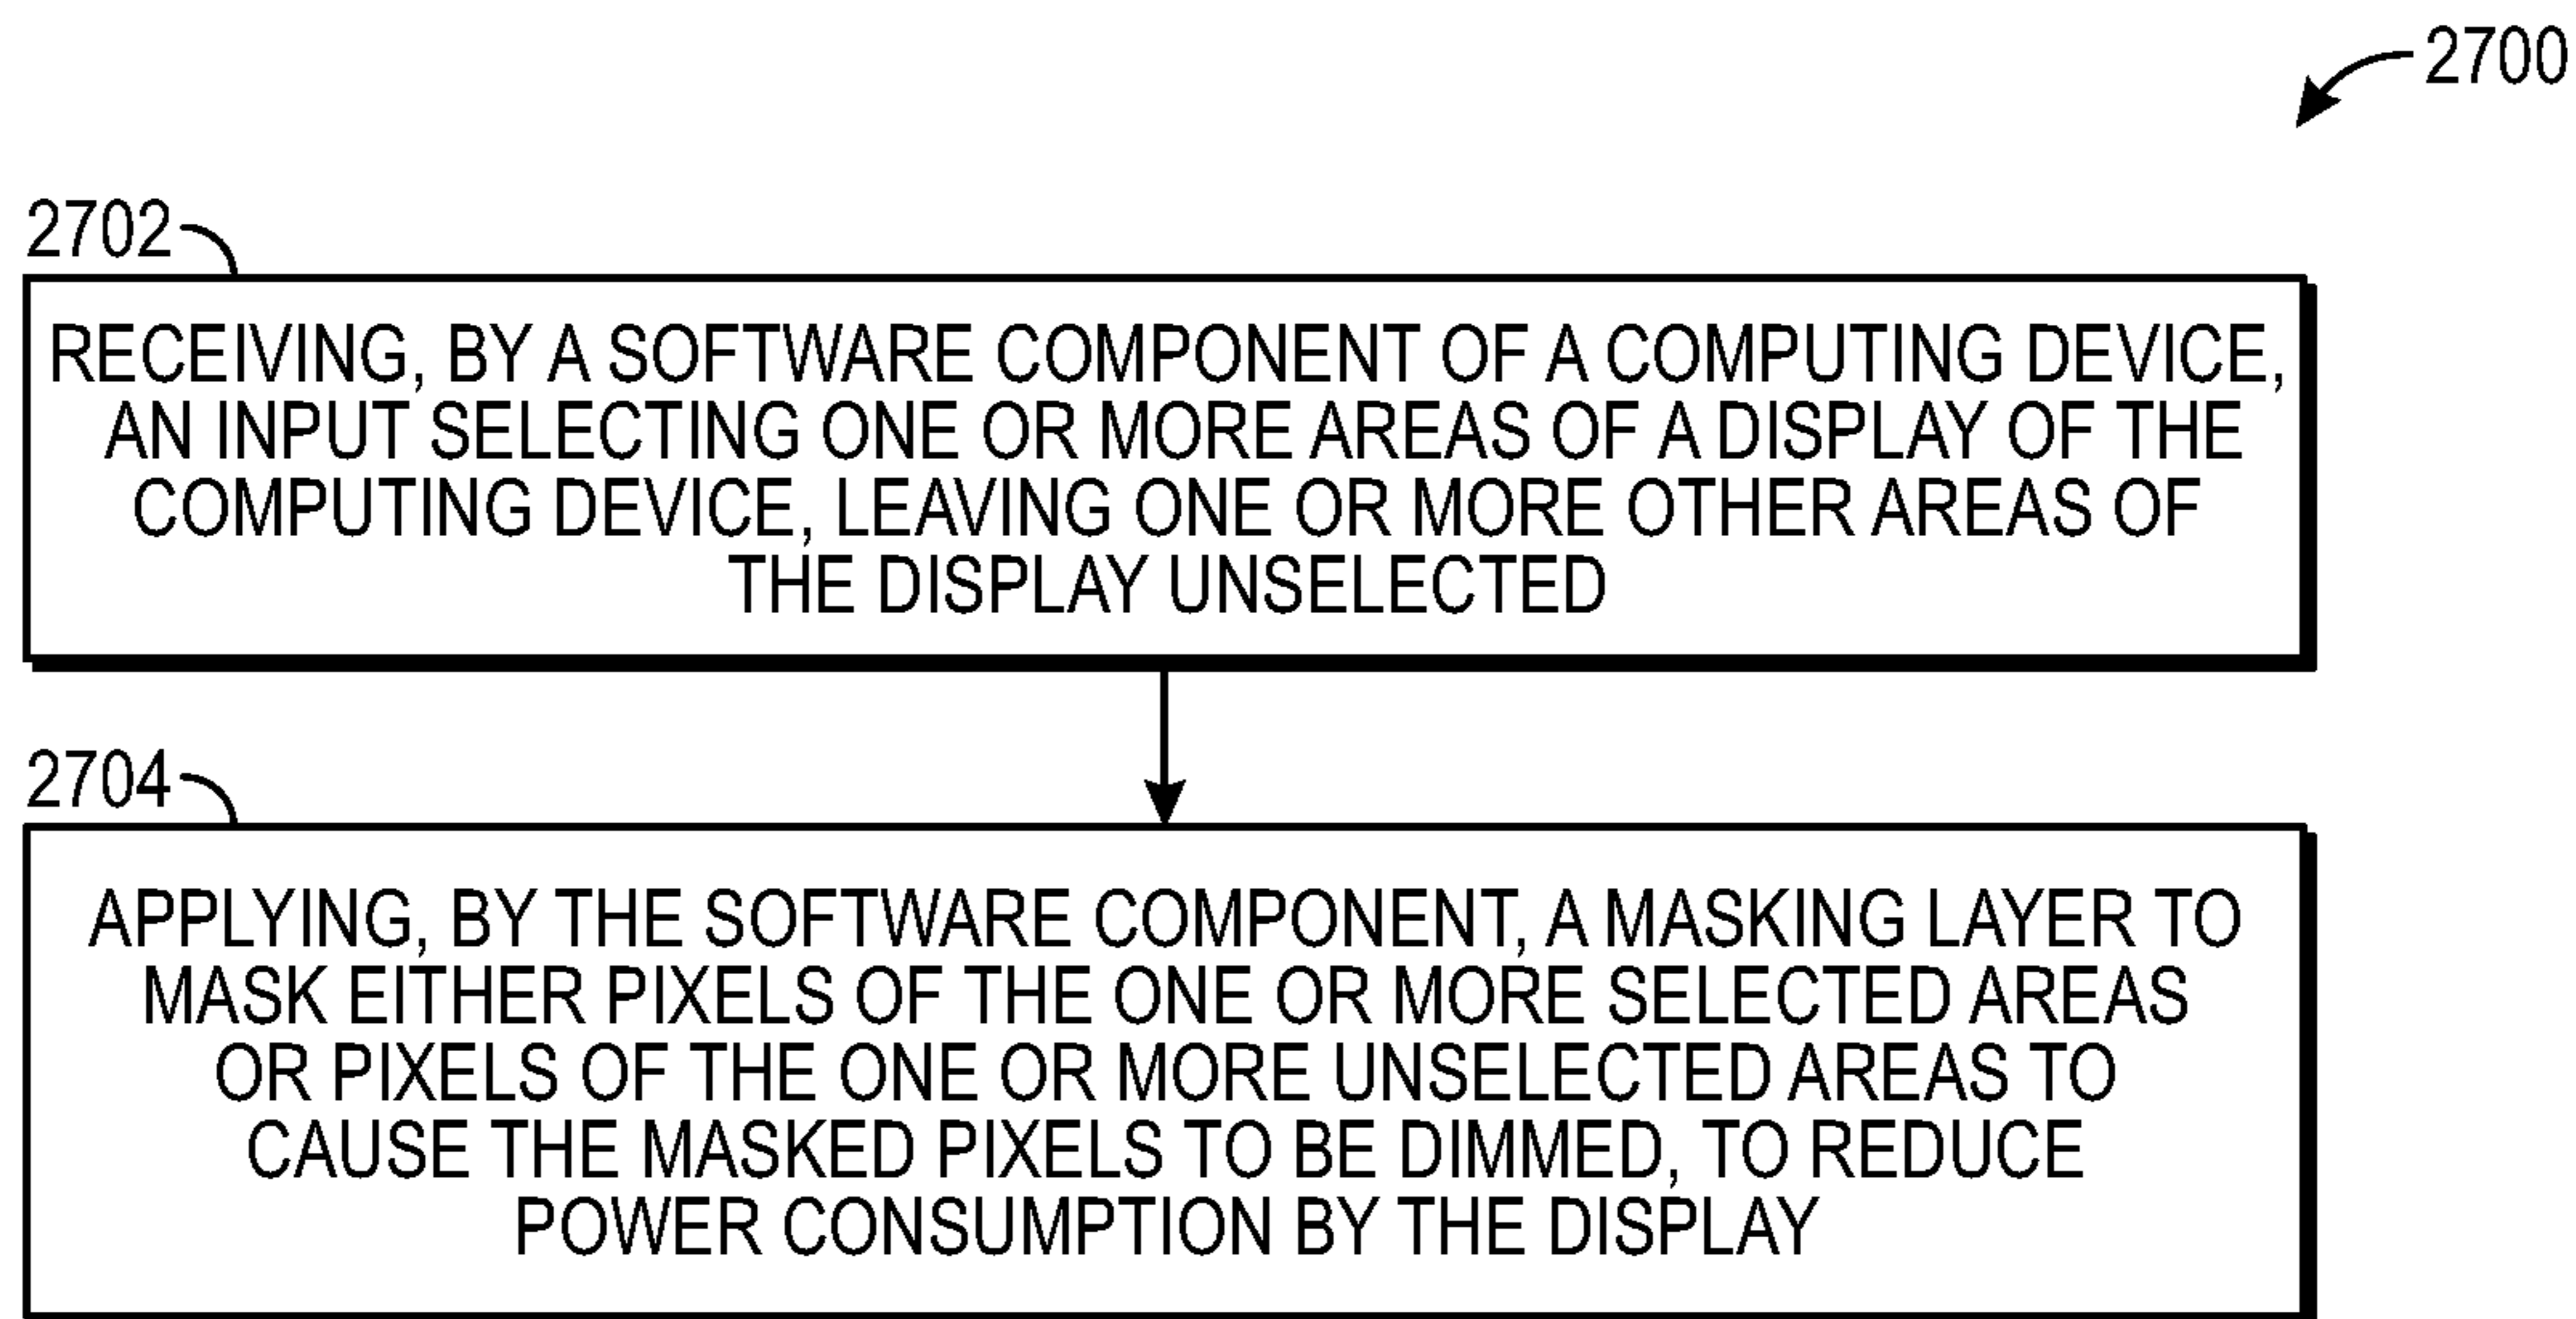 2700
2702
RECEIVING, BY A SOFTWARE COMPONENT OF A COMPUTING DEVICE,
AN INPUT SELECTING ONE OR MORE AREAS OF A DISPLAY OF THE
COMPUTING DEVICE, LEAVING ONE OR MORE OTHER AREAS OF
THE DISPLAY UNSELECTED
2704
APPLYING, BY THE SOFTWARE COMPONENT, A MASKING LAYER TO
MASK EITHER PIXELS OF THE ONE OR MORE SELECTED AREAS
OR PIXELS OF THE ONE OR MORE UNSELECTED AREAS TO
CAUSE THE MASKED PIXELS TO BE DIMMED, TO REDUCE
POWER CONSUMPTION BY THE DISPLAY